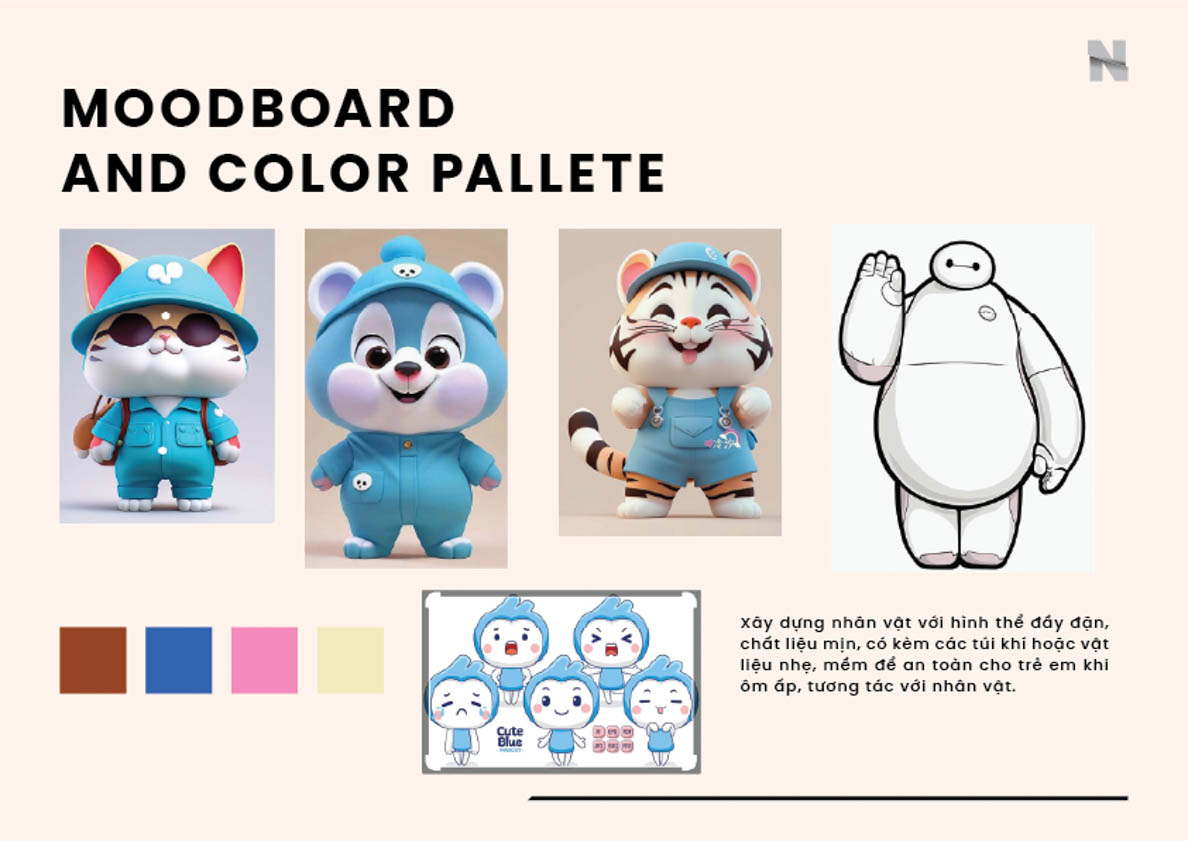 N
MOODBOARD
AND COLOR PALLETE
Cute
Blue
MASCOT
Xây dựng nhân vật với hình thể đầy đặn,
chất liệu mịn, có kèm các túi khí hoặc vật
liệu nhẹ, mềm để an toàn cho trẻ em khi
ôm ấp, tương tác với nhân vật.